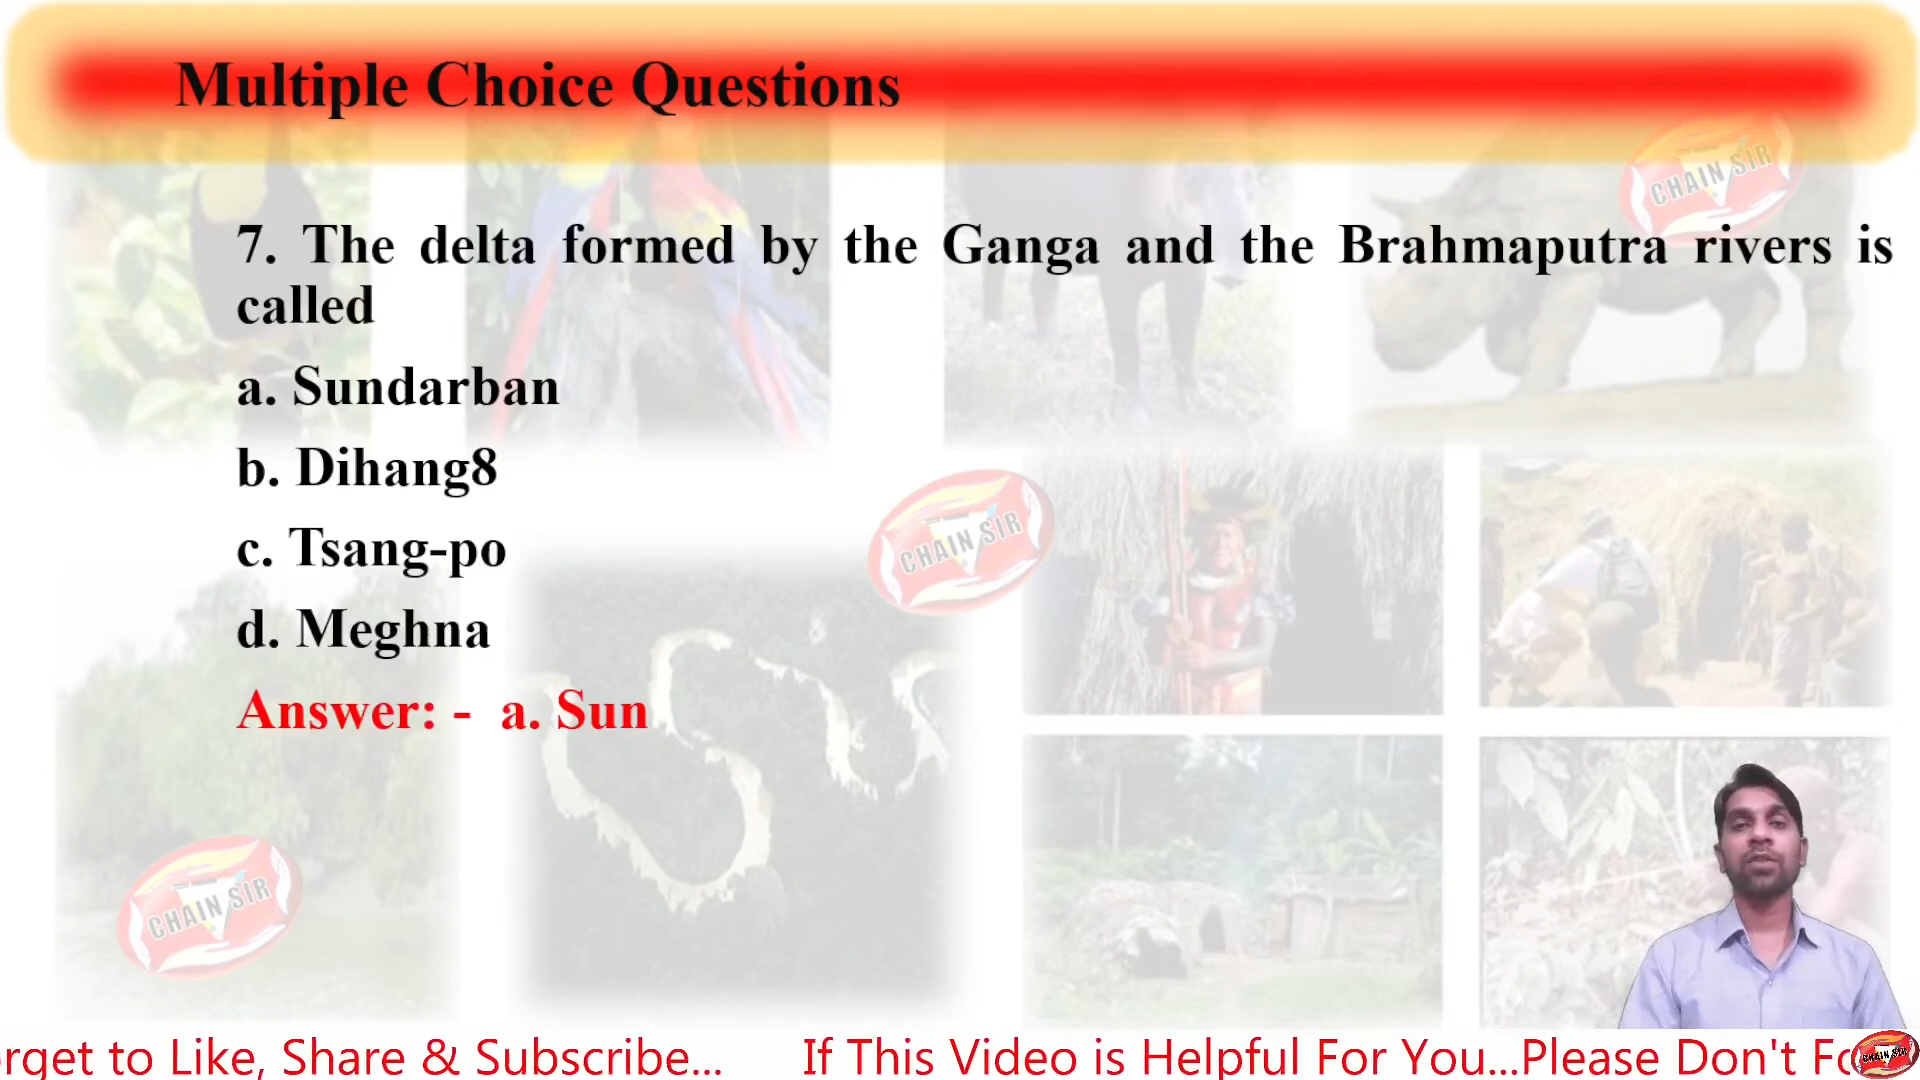 Multiple Choice Questions
CHAIN SIR
7. The delta formed by the Ganga and the Brahmaputra rivers is
called
a. Sundarban
b. Dihang8
c. Tsang-po
CHAIN SIR
d. Meghna
Answer: - a. Sun
CHAIN SIR
rget to Like, Share & Subscribe... If This Video is Helpful For You...Please Don't Fo
CHAIN SIR